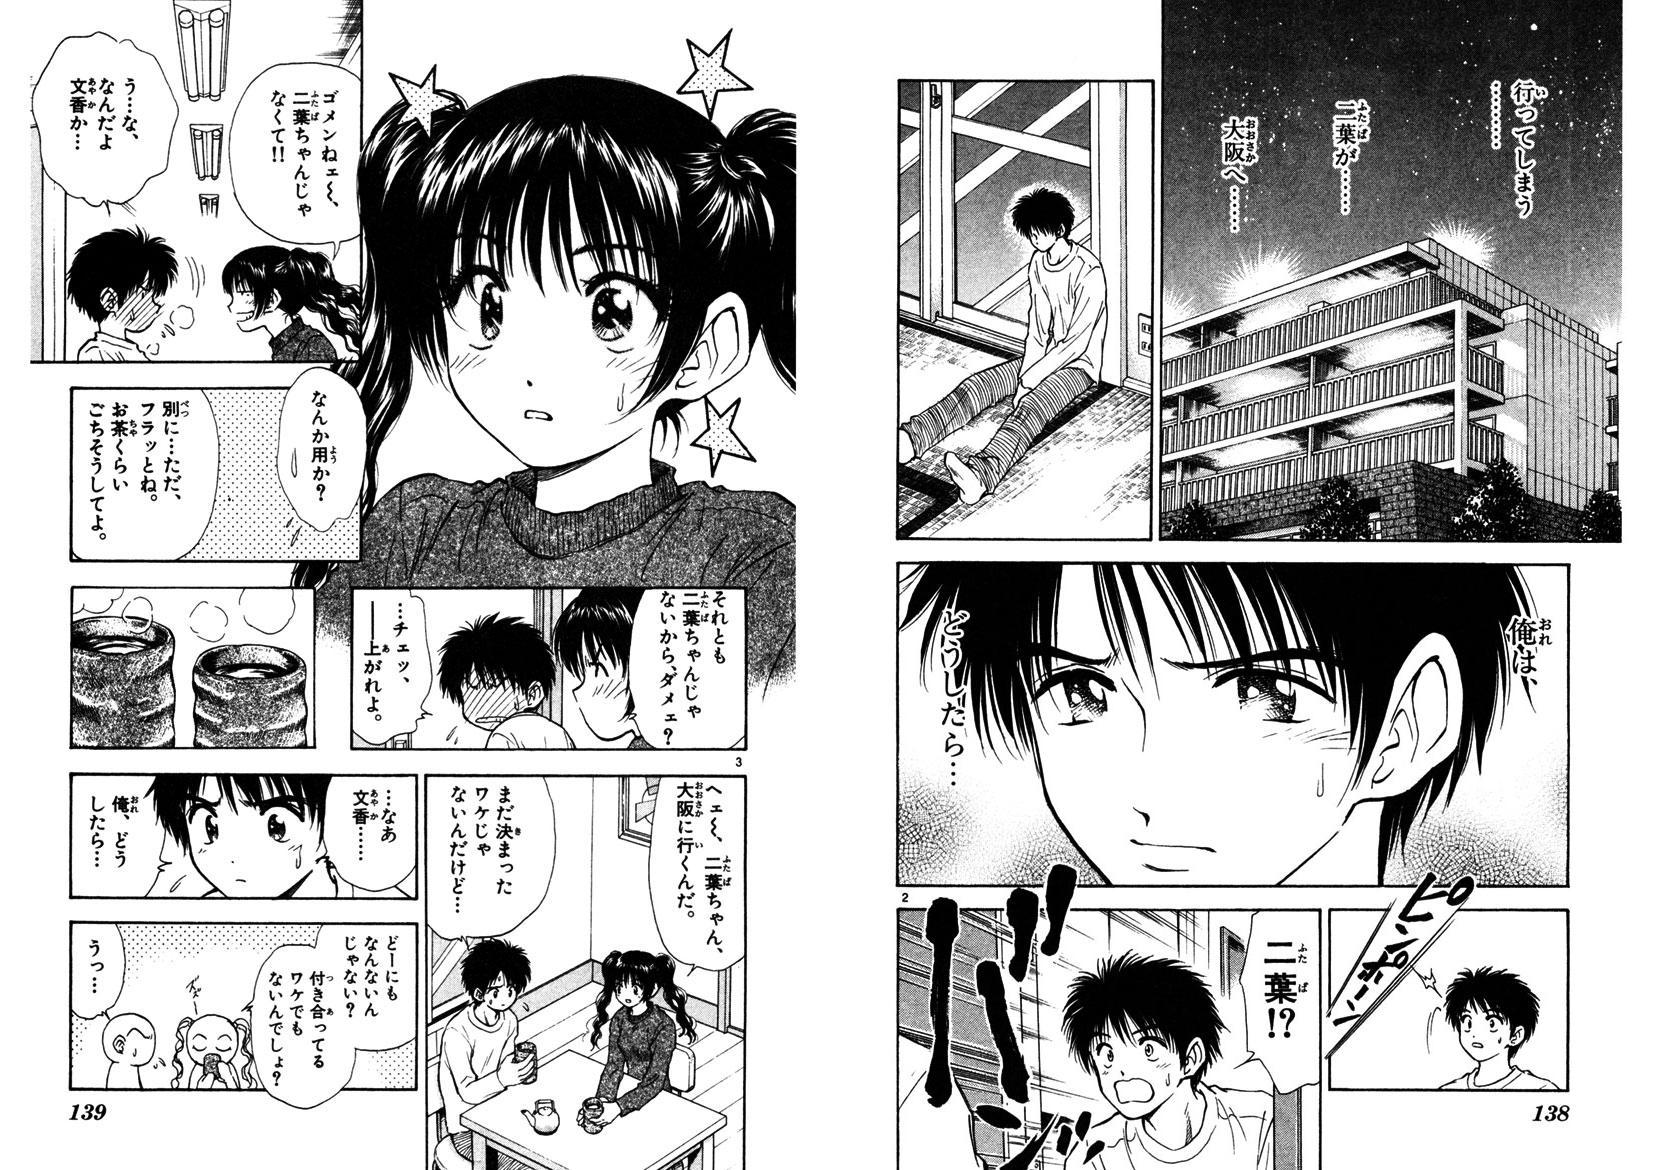 行ってしまう
………
二葉が……
大阪へ……
俺は、
どうしたら…
2
ピンポーン
二葉!?
138
ゴメンねェ〜、
二葉ちゃんじゃ
なくて!!
う…な、
なんだよ
文香か…
なんか用か?
別に…ただ、
フラッとね。
お茶くらい
ごちそうしてよ。
それとも
二葉ちゃんじゃ
ないから、ダメェ?
…チェッ、
──上がれよ。
3
ヘェ〜、二葉ちゃん、
大阪に行くんだ。
まだ決まった
ワケじゃ
ないんだけど…
…なあ
文香……
俺、どう
したら…
どーにも
なんないん
じゃない?
付き合ってる
ワケでも
ないんでしょ?
うっ…
139